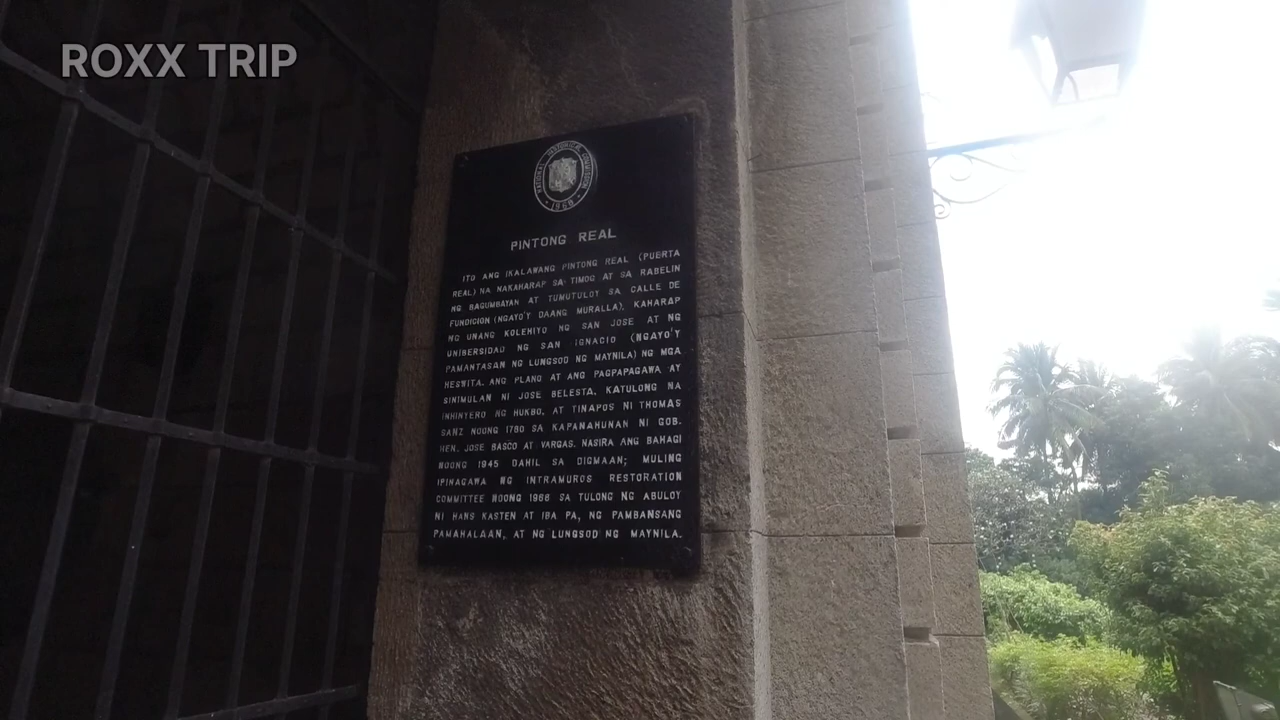 ROXX TRIP
NATIONAL HISTORICAL COMMISSION
1968
PINTONG REAL
ITO ANG IKALAWANG PINTONG REAL (PUERTA
REAL) NA NAKAHARAP SA TIMOG AT SA RABELIN
NG BAGUMBAYAN AT TUMUTULOY SA CALLE DE
FUNDICION (NGAYO'Y DAANG MURALLA), KAHARAP
NG UNANG KOLEHIYO NG SAN JOSE AT NG
UNIBERSIDAD NG SAN IGNACIO (NGAYO'Y
PAMANTASAN NG LUNGSOD NG MAYNILA) NG MGA
HESWITA. ANG PLANO AT ANG PAGPAPAGAWA AY
SINIMULAN NI JOSE BELESTA, KATULONG NA
INHINYERO NG HUKBO, AT TINAPOS NI THOMAS
SANZ NOONG 1780 SA KAPANAHUNAN NI GOB.
HEN. JOSE BASCO AT VARGAS. NASIRA ANG BAHAGI
NOONG 1945 DAHIL SA DIGMAAN; MULING
IPINAGAWA NG INTRAMUROS RESTORATION
COMMITTEE NOONG 1968 SA TULONG NG ABULOY
NI HANS KASTEN AT IBA PA, NG PAMBANSANG
PAMAHALAAN, AT NG LUNGSOD NG MAYNILA.